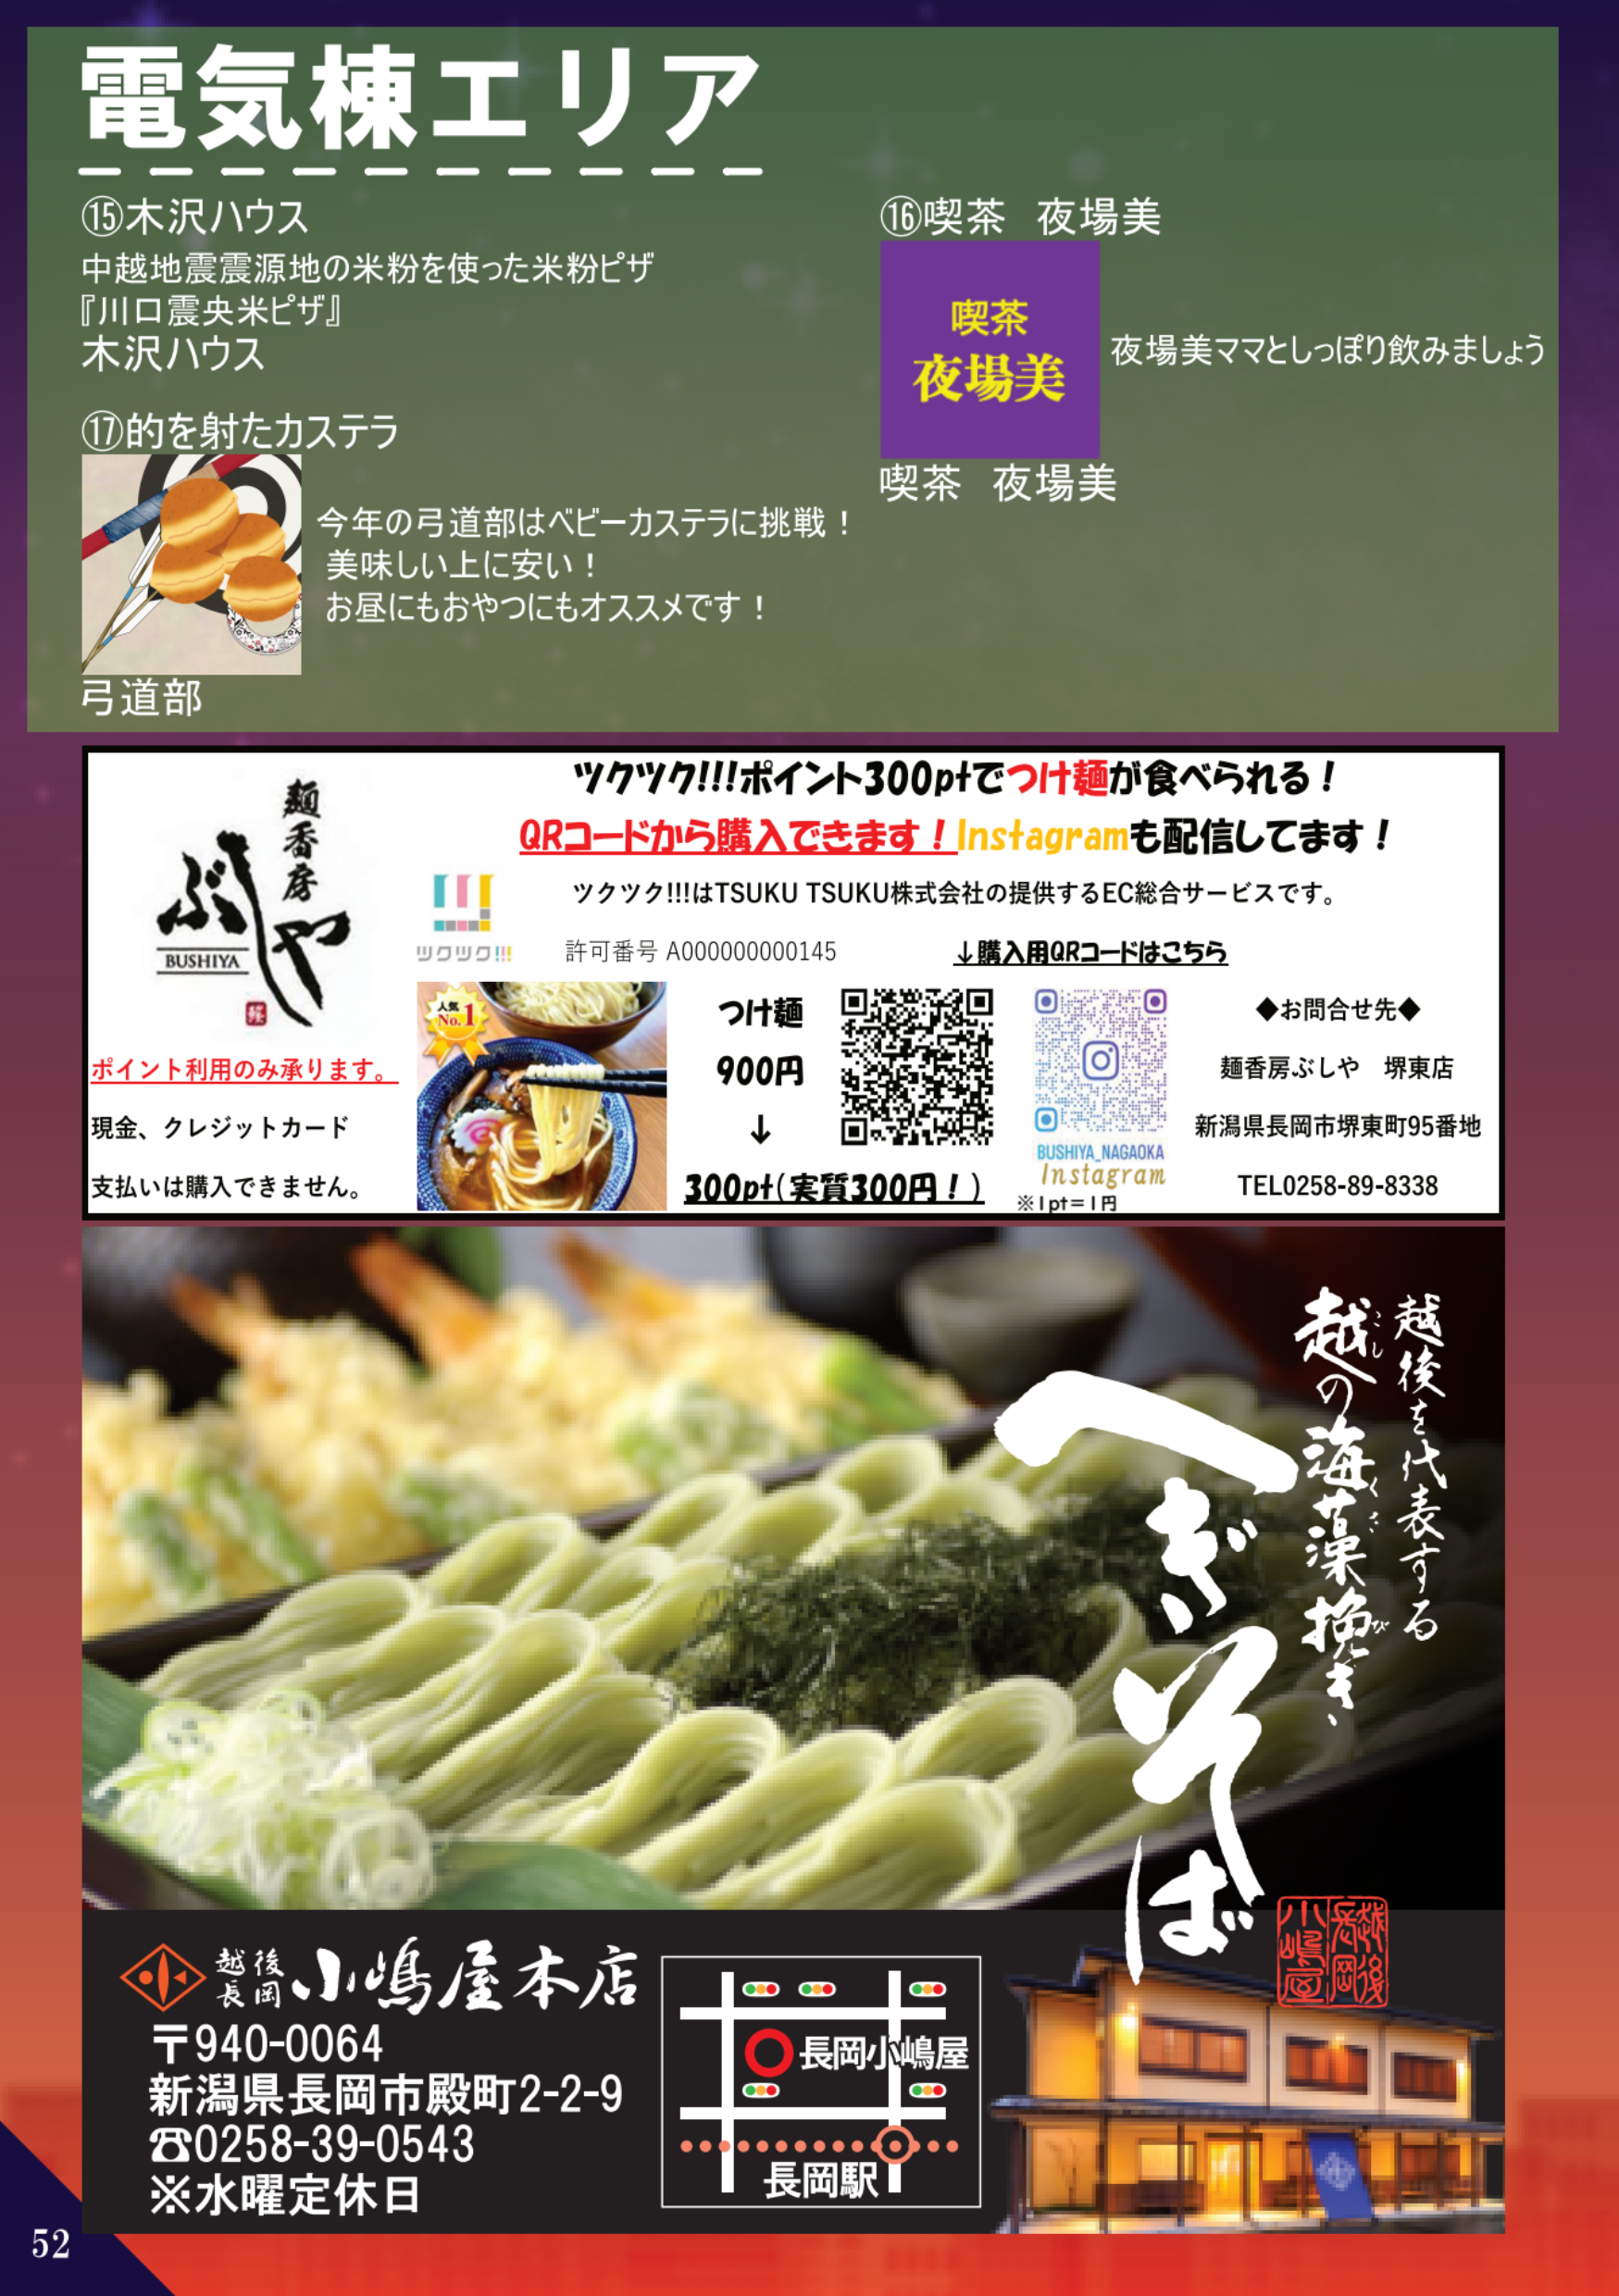 電気棟エリア
⑮木沢ハウス
中越地震震源地の米粉を使った米粉ピザ
『川口震央米ピザ』
木沢ハウス
⑯喫茶　夜場美
喫茶
夜場美
夜場美ママとしっぽり飲みましょう
喫茶　夜場美
⑰的を射たカステラ
今年の弓道部はベビーカステラに挑戦！
美味しい上に安い！
お昼にもおやつにもオススメです！
弓道部
麺香房
ぶしや
BUSHIYA
ツクツク!!!ポイント300ptでつけ麺が食べられる！
QRコードから購入できます！Instagramも配信してます！
ツクツク!!!はTSUKU TSUKU株式会社の提供するEC総合サービスです。
ツクツク!!!
許可番号 A000000000145
↓購入用QRコードはこちら
ポイント利用のみ承ります。
現金、クレジットカード
支払いは購入できません。
人気
No.1
つけ麺
900円
↓
300pt(実質300円！)
BUSHIYA_NAGAOKA
Instagram
※1pt＝1円
◆お問合せ先◆
麺香房ぶしや　堺東店
新潟県長岡市堺東町95番地
TEL0258-89-8338
越後を代表する
越の海藻挽き、
こし
くさ
び
へぎそば
越後
長岡
小嶋屋
越後
長岡
小嶋屋本店
〒940-0064
新潟県長岡市殿町2-2-9
☎0258-39-0543
※水曜定休日
長岡小嶋屋
長岡駅
52